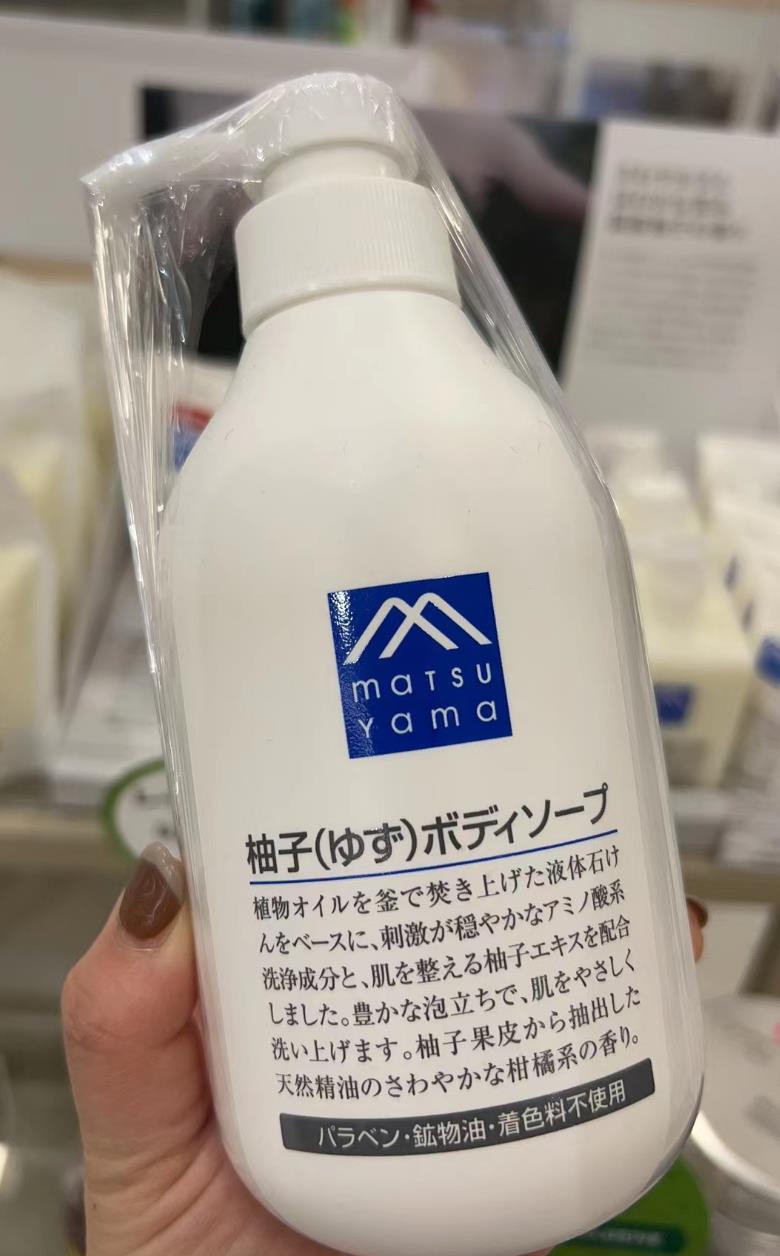 matsu
yama
柚子(ゆず)ボディソープ
植物オイルを釜で焚き上げた液体石け
んをベースに、刺激が穏やかなアミノ酸系
洗浄成分と、肌を整える柚子エキスを配合
しました。豊かな泡立ちで、肌をやさしく
洗い上げます。柚子果皮から抽出した
天然精油のさわやかな柑橘系の香り。
パラベン・鉱物油・着色料不使用